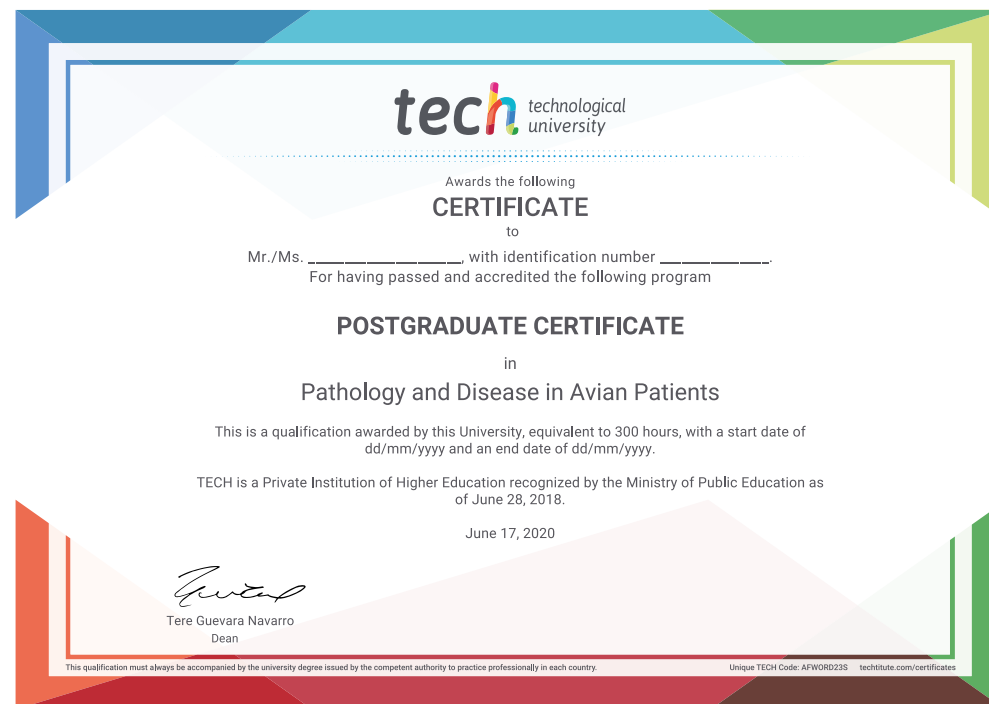 tech technological
university
Awards the following
CERTIFICATE
to
Mr./Ms. ____________________, with identification number ______________.
For having passed and accredited the following program
POSTGRADUATE CERTIFICATE
in
Pathology and Disease in Avian Patients
This is a qualification awarded by this University, equivalent to 300 hours, with a start date of
dd/mm/yyyy and an end date of dd/mm/yyyy.
TECH is a Private Institution of Higher Education recognized by the Ministry of Public Education as
of June 28, 2018.
June 17, 2020
Tere Guevara Navarro
Dean
This qualification must always be accompanied by the university degree issued by the competent authority to practice professionally in each country.
Unique TECH Code: AFWORD23S techtitute.com/certificates